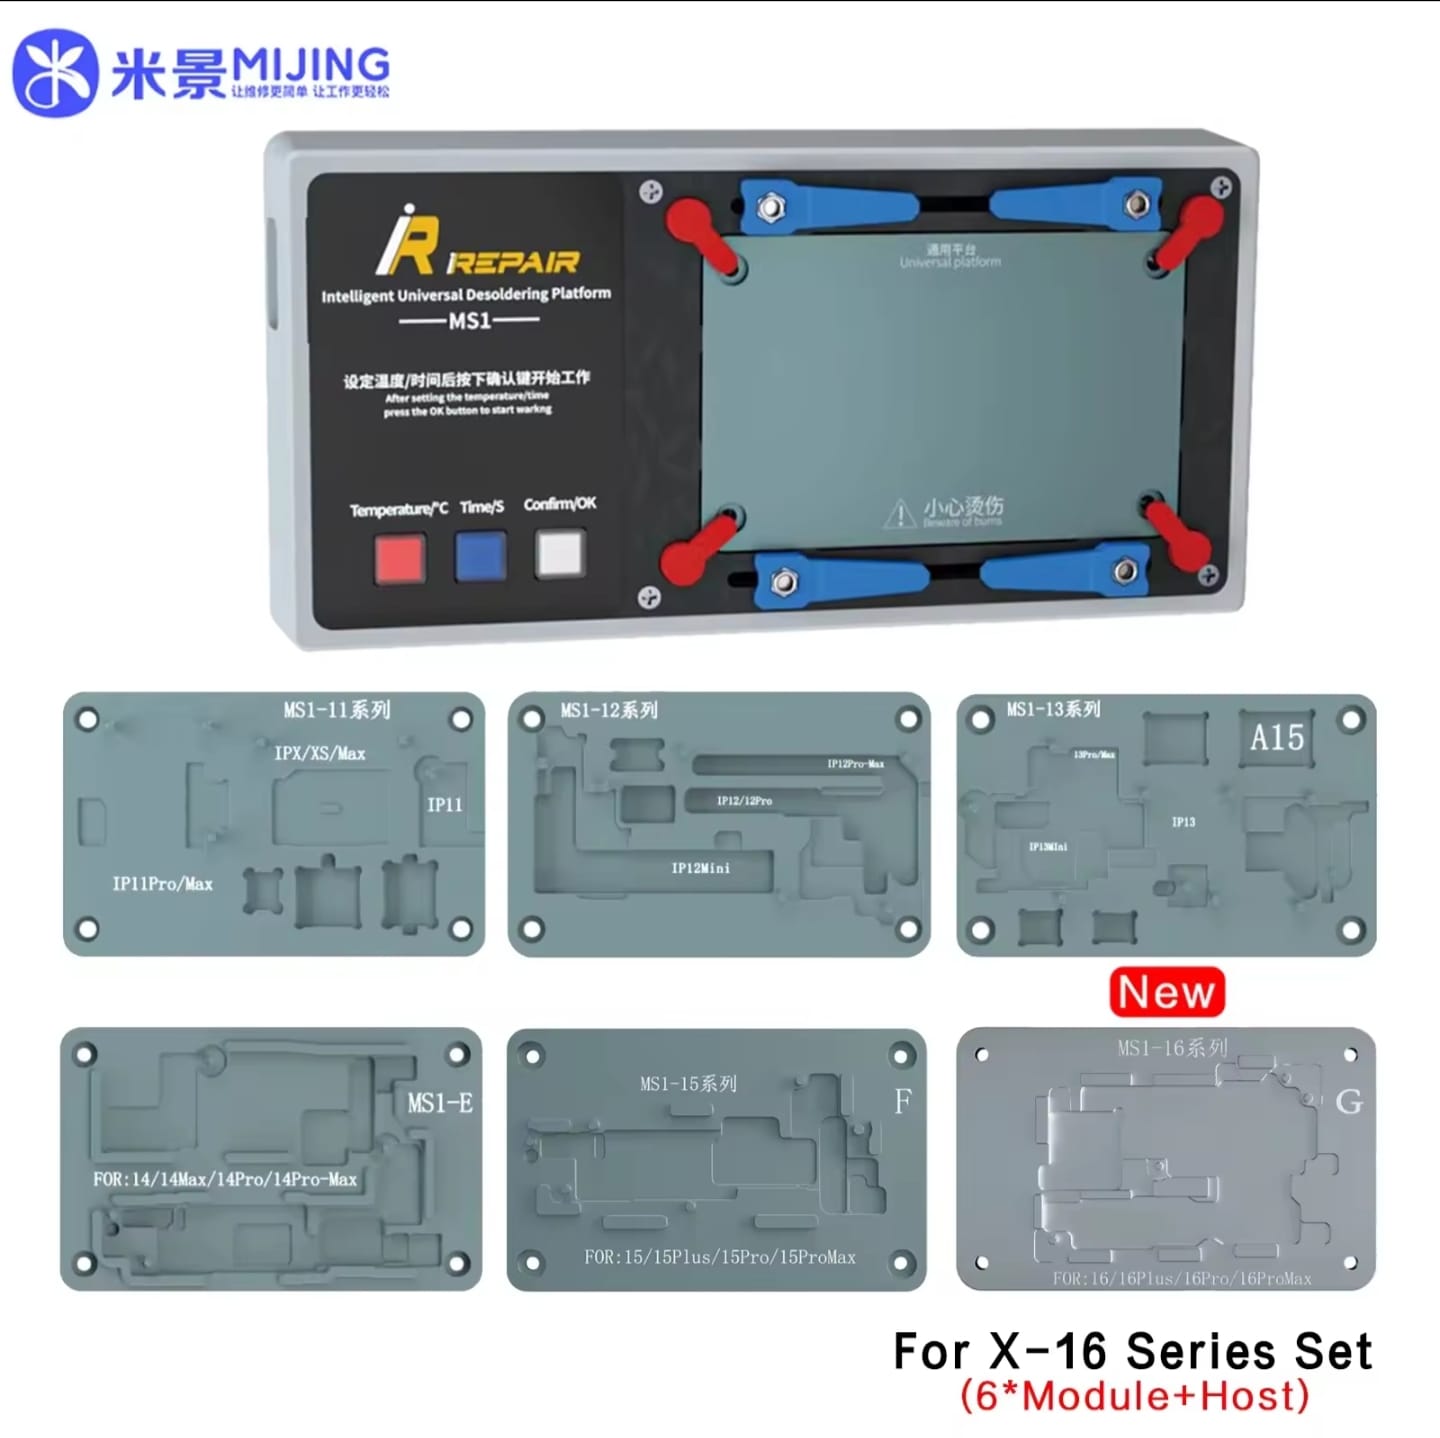 米景MIJING
让维修更简单 让工作更轻松
iR iREPAIR
Intelligent Universal Desoldering Platform
MS1
设定温度/时间后按下确认键开始工作
After setting the temperature/time
press the OK button to start warkng
Temperature/°C Time/S Confirm/OK
通用平台
Universal platform
小心烫伤
Beware of burns
MS1-11系列
IPX/XS/Max
IP11
IP11Pro/Max
MS1-12系列
IP12Pro-Max
IP12/12Pro
IP12Mini
MS1-13系列
A15
13Pro/Max
IP13
IP13MIni
New
MS1-E
FOR:14/14Max/14Pro/14Pro-Max
MS1-15系列
F
FOR:15/15Plus/15Pro/15ProMax
MS1-16系列
G
FOR:16/16Plus/16Pro/16ProMax
For X-16 Series Set
(6*Module+Host)